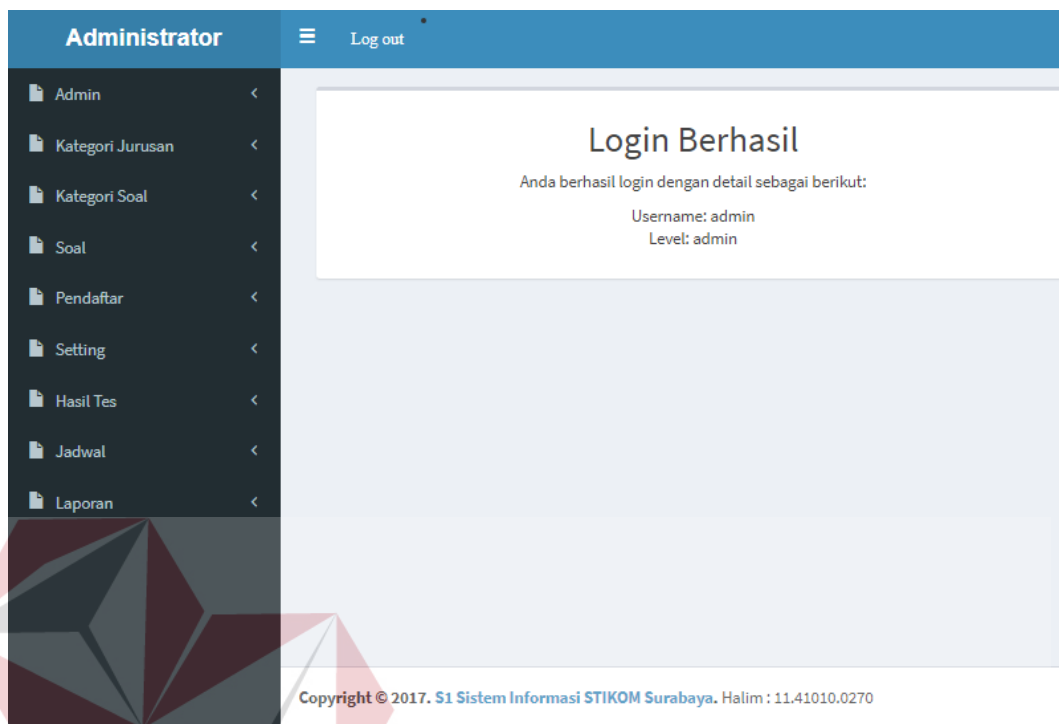 Administrator
Log out
Admin
Kategori Jurusan
Kategori Soal
Soal
Pendaftar
Setting
Hasil Tes
Jadwal
Laporan
Login Berhasil
Anda berhasil login dengan detail sebagai berikut:
Username: admin
Level: admin
Copyright © 2017. S1 Sistem Informasi STIKOM Surabaya. Halim : 11.41010.0270